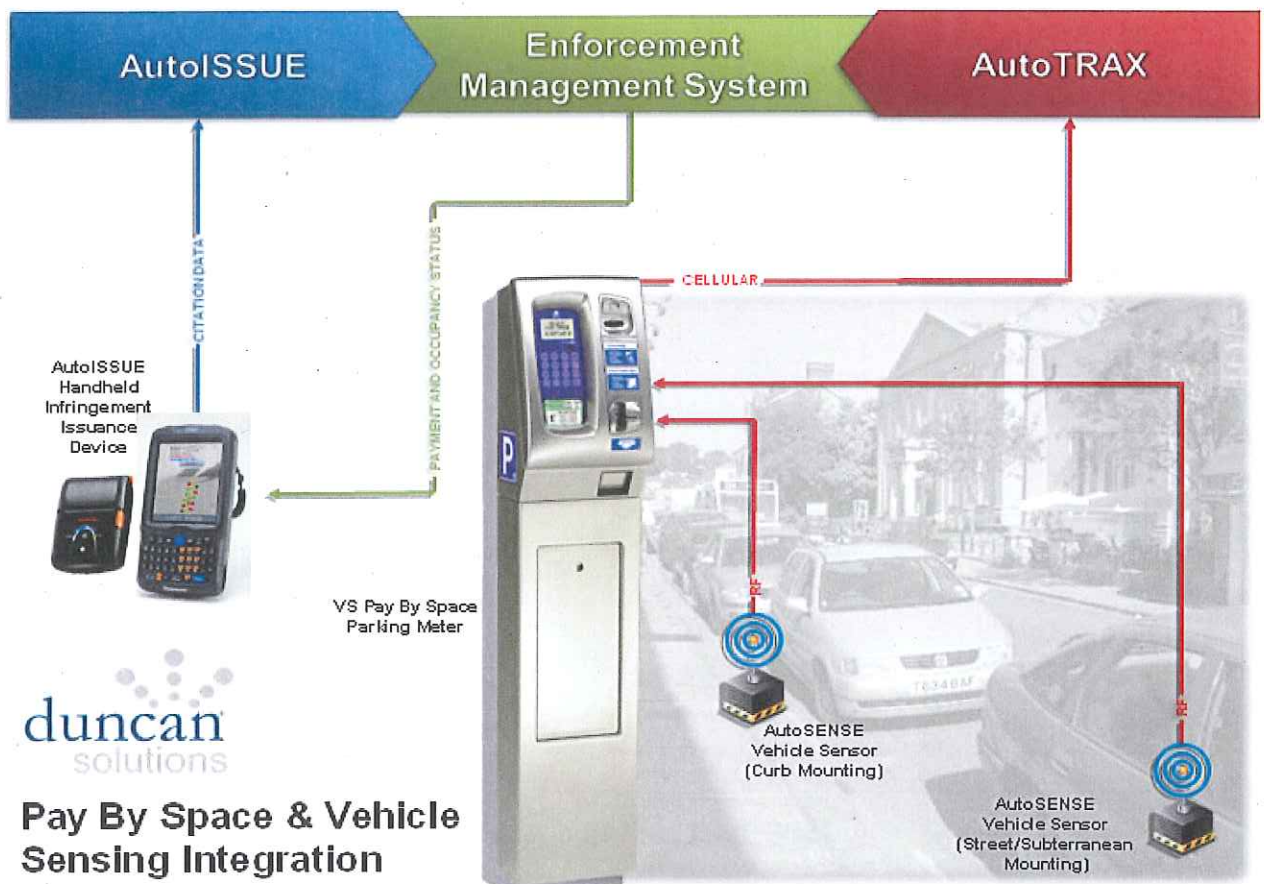 AutoISSUE
Enforcement
Management System
AutoTRAX
CITATION DATA
PAYMENT AND OCCUPANCY STATUS
CELLULAR
AutoISSUE
Handheld
Infringement
Issuance
Device
P
VS Pay By Space
Parking Meter
RF
RF
T634BAF
AutoSENSE
Vehicle Sensor
(Curb Mounting)
AutoSENSE
Vehicle Sensor
(Street/Subterranean
Mounting)
duncan
solutions
Pay By Space & Vehicle
Sensing Integration